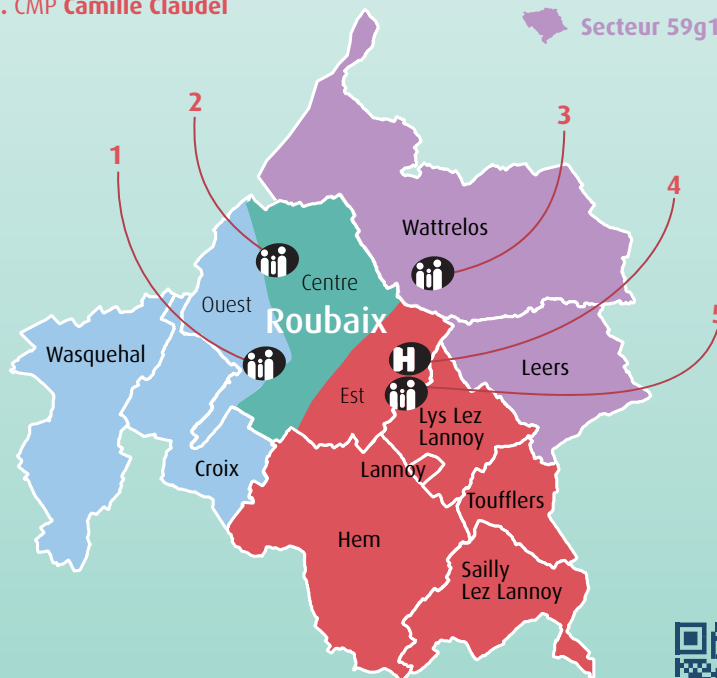 . CMP Camille Claudel
Secteur 59g1
2
1
3
4
5
Wattrelos
Centre
Ouest
Roubaix
Wasquehal
H
Leers
Est
Lys Lez
Lannoy
Croix
Lannoy
Toufflers
Hem
Sailly
Lez Lannoy